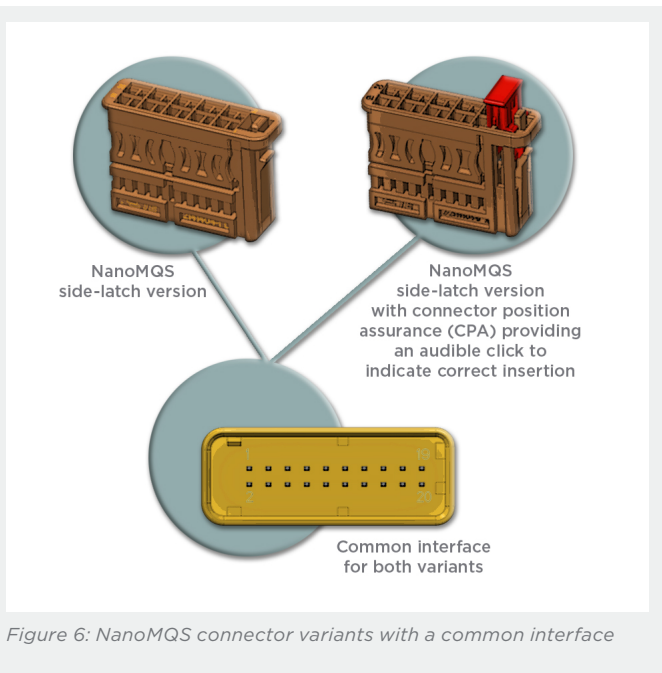 NanoMQS
side-latch version
NanoMQS
side-latch version
with connector position
assurance (CPA) providing
an audible click to
indicate correct insertion
1
19
2
20
Common interface
for both variants
Figure 6: NanoMQS connector variants with a common interface